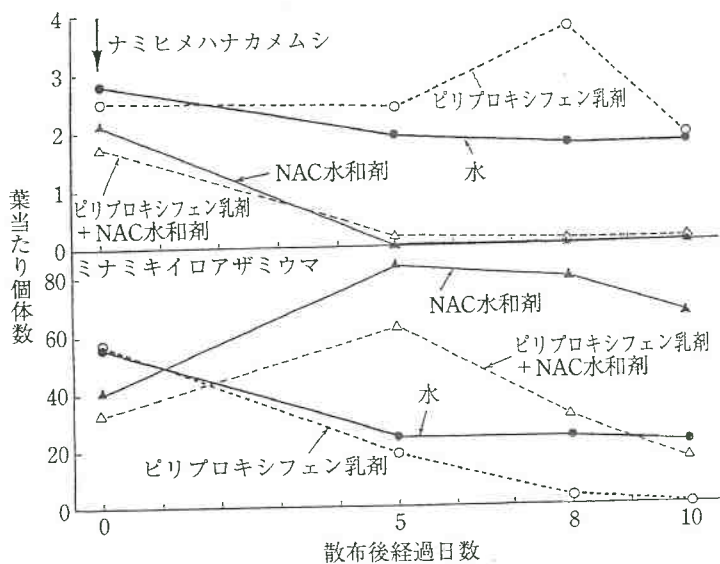 4
ナミヒメハナカメムシ
3
ピリプロキシフェン乳剤
2
水
NAC水和剤
1
ピリプロキシフェン乳剤
+NAC水和剤
0
葉当たり個体数
ミナミキイロアザミウマ
80
NAC水和剤
60
ピリプロキシフェン乳剤
+NAC水和剤
40
水
20
ピリプロキシフェン乳剤
0
0 5 8 10
散布後経過日数